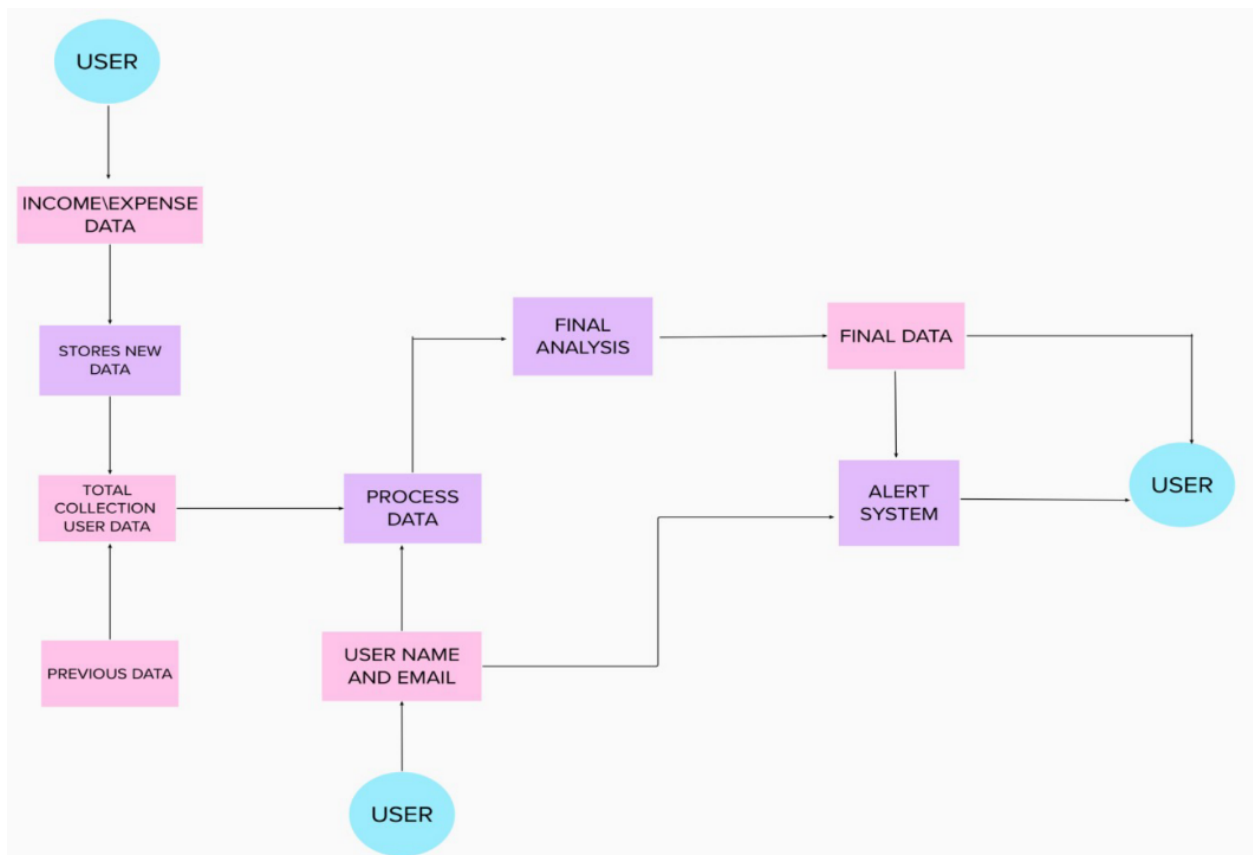 USER
INCOME\EXPENSE
DATA
STORES NEW
DATA
TOTAL
COLLECTION
USER DATA
PREVIOUS DATA
PROCESS
DATA
USER NAME
AND EMAIL
USER
FINAL
ANALYSIS
FINAL DATA
ALERT
SYSTEM
USER